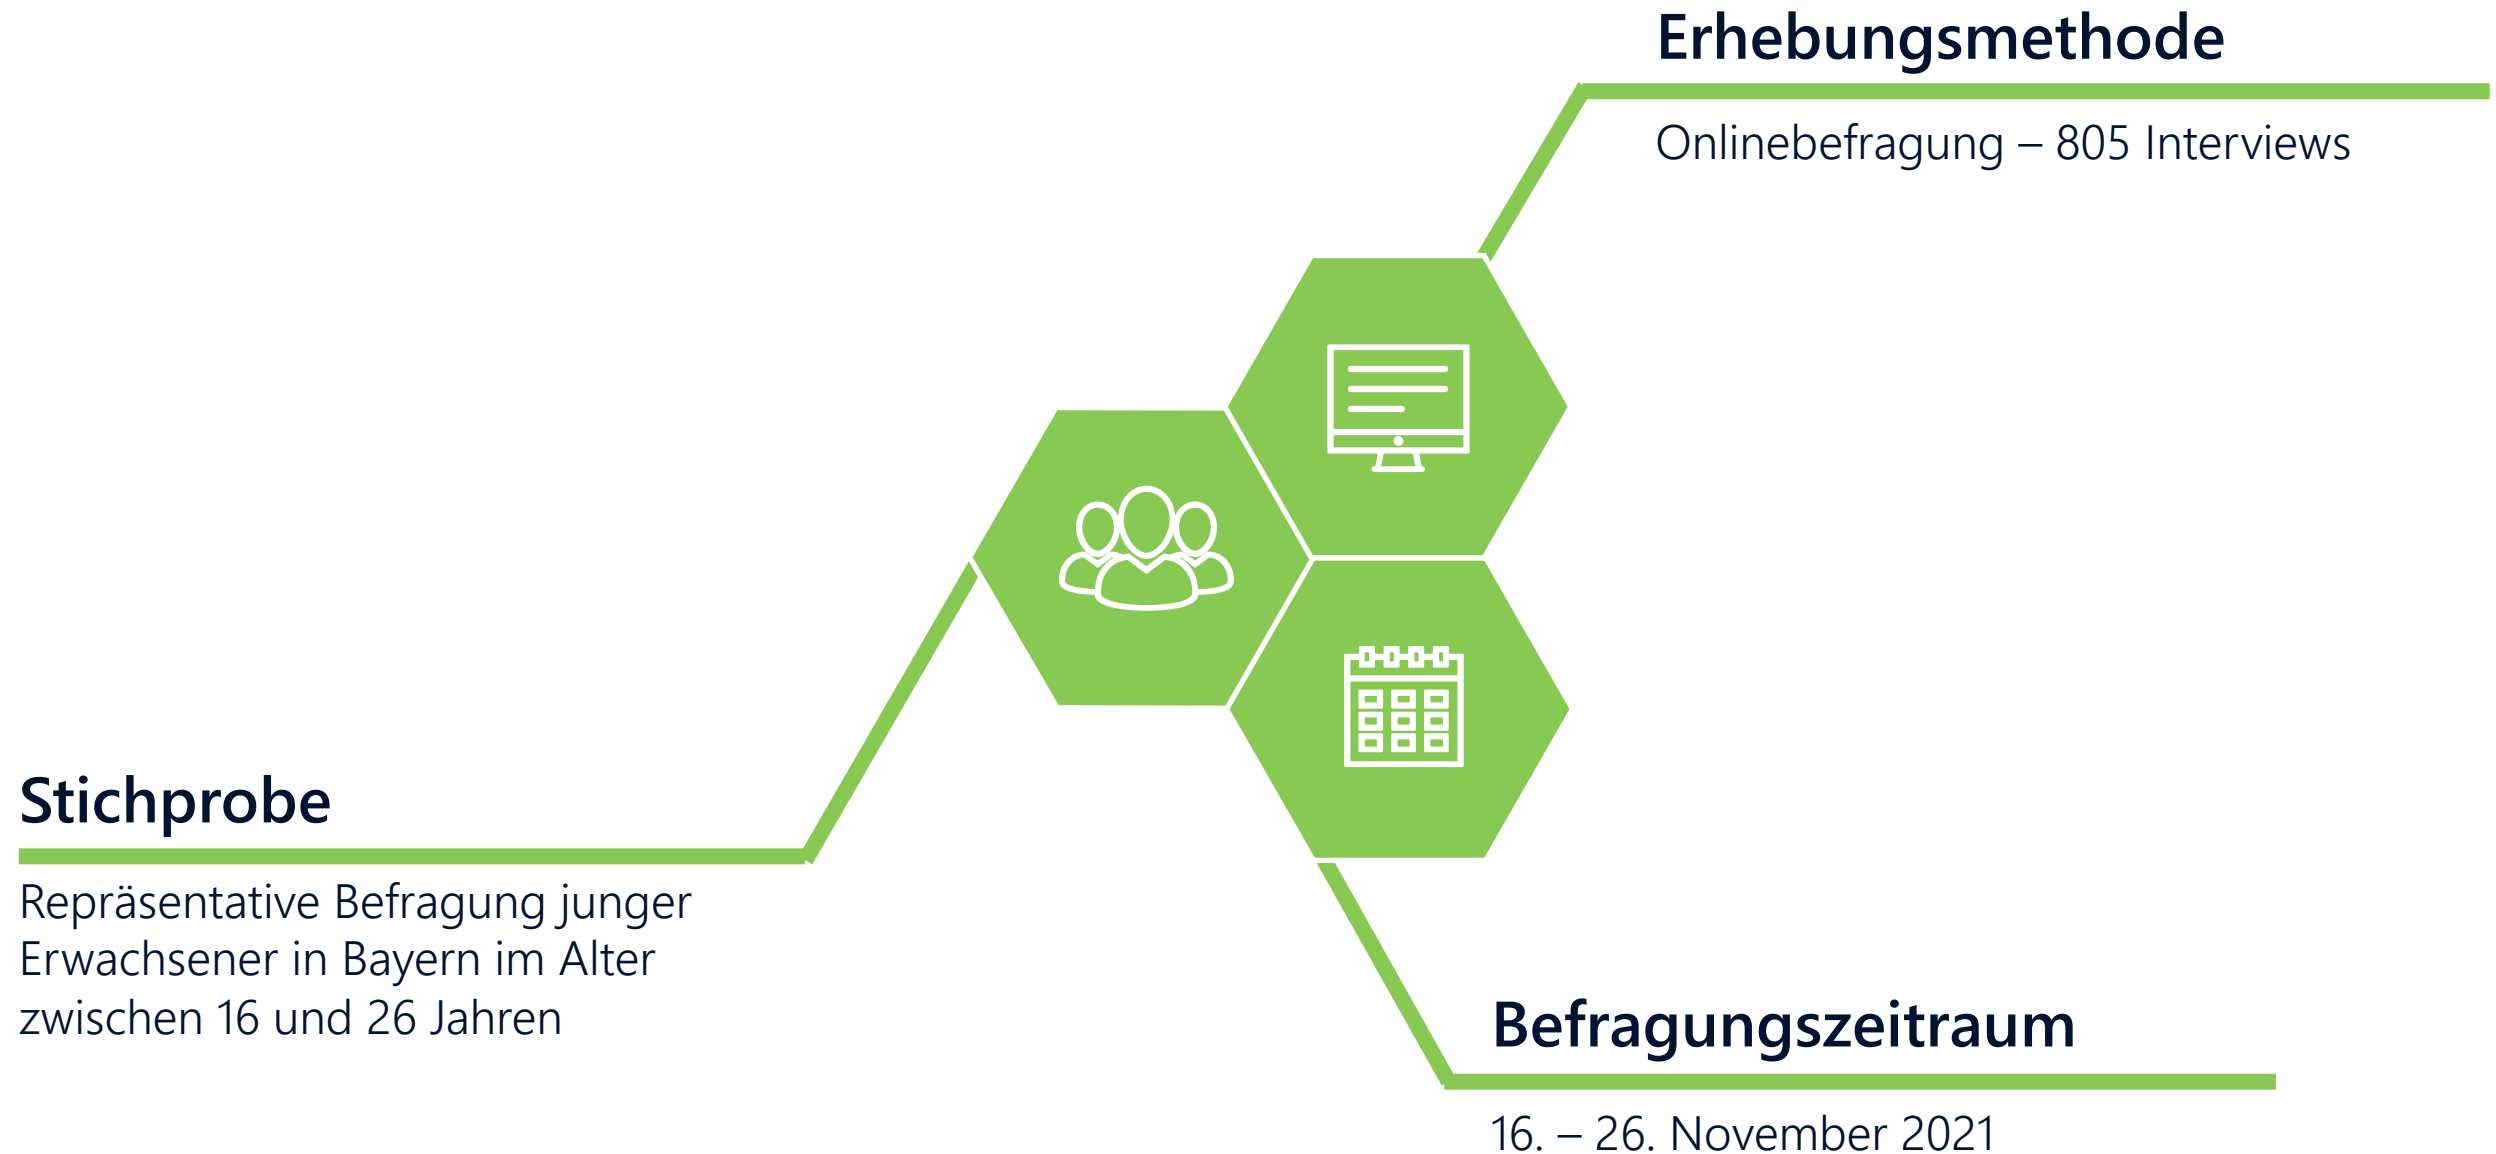 Erhebungsmethode
Onlinebefragung – 805 Interviews
Stichprobe
Repräsentative Befragung junger
Erwachsener in Bayern im Alter
zwischen 16 und 26 Jahren
Befragungszeitraum
16. – 26. November 2021